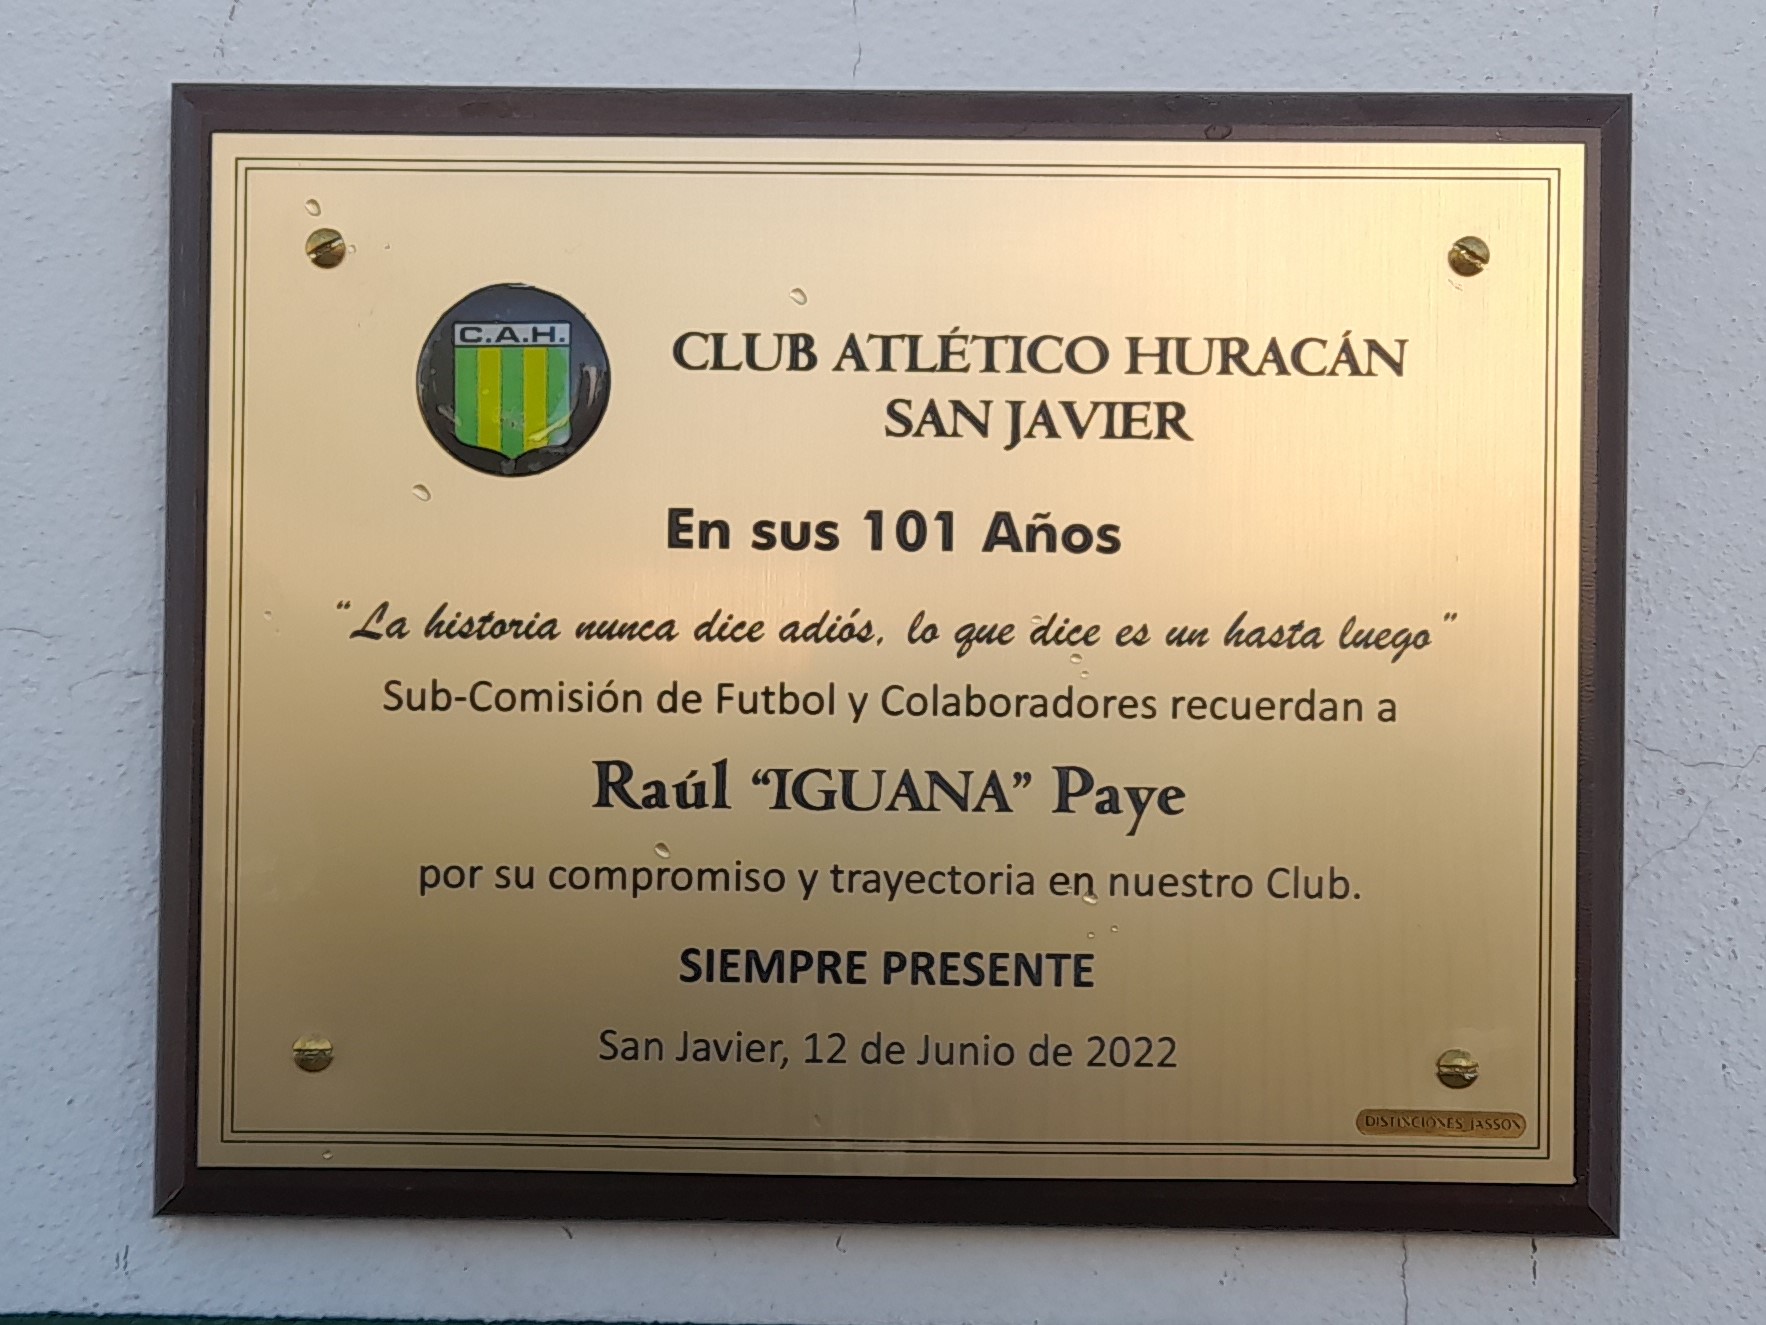 C.A.H.
CLUB ATLÉTICO HURACÁN
SAN JAVIER
En sus 101 Años
“La historia nunca dice adiós, lo que dice es un hasta luego”
Sub-Comisión de Futbol y Colaboradores recuerdan a
Raúl “IGUANA” Paye
por su compromiso y trayectoria en nuestro Club.
SIEMPRE PRESENTE
San Javier, 12 de Junio de 2022
DISTINCIONES JASSON